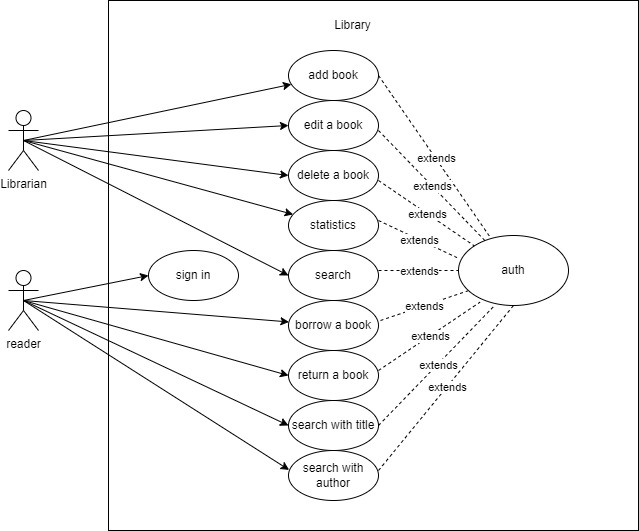 Library
add book
edit a book
delete a book
statistics
search
borrow a book
return a book
search with title
search with
author
sign in
Librarian
reader
extends
extends
extends
extends
extends
extends
extends
extends
extends
auth